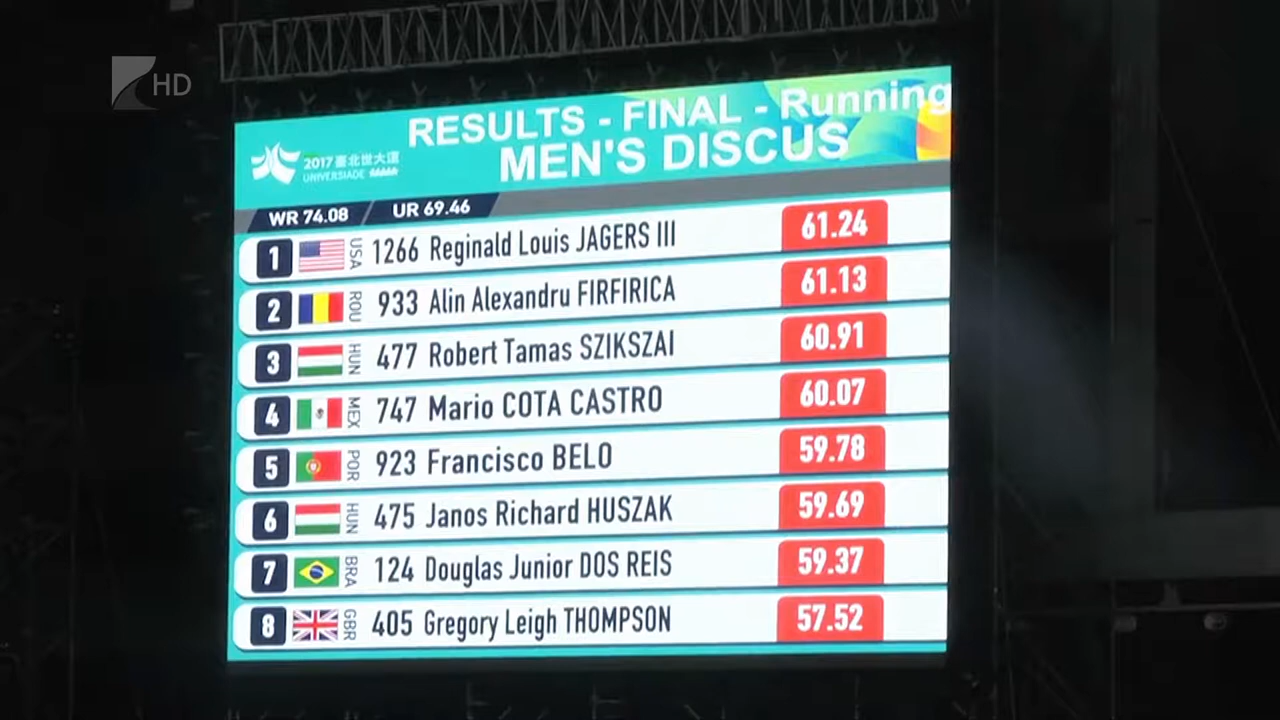 HD
RESULTS - FINAL - Running
MEN'S DISCUS
2017臺北世大運
UNIVERSIADE
WR 74.08 UR 69.46
1 USA 1266 Reginald Louis JAGERS III 61.24
2 ROU 933 Alin Alexandru FIRFIRICA 61.13
3 HUN 477 Robert Tamas SZIKSZAI 60.91
4 MEX 747 Mario COTA CASTRO 60.07
5 POR 923 Francisco BELO 59.78
6 HUN 475 Janos Richard HUSZAK 59.69
7 BRA 124 Douglas Junior DOS REIS 59.37
8 GBR 405 Gregory Leigh THOMPSON 57.52